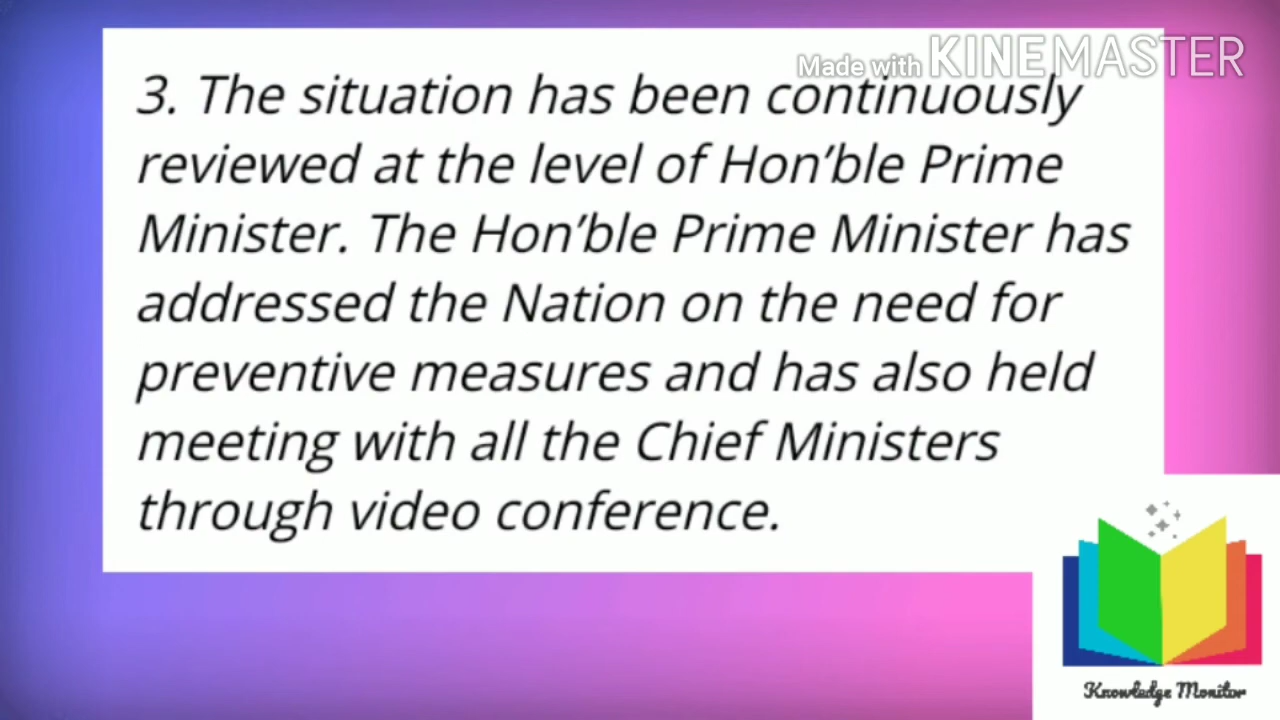 Made with KINEMASTER
3. The situation has been continuously
reviewed at the level of Hon’ble Prime
Minister. The Hon’ble Prime Minister has
addressed the Nation on the need for
preventive measures and has also held
meeting with all the Chief Ministers
through video conference.
Knowledge Monitor